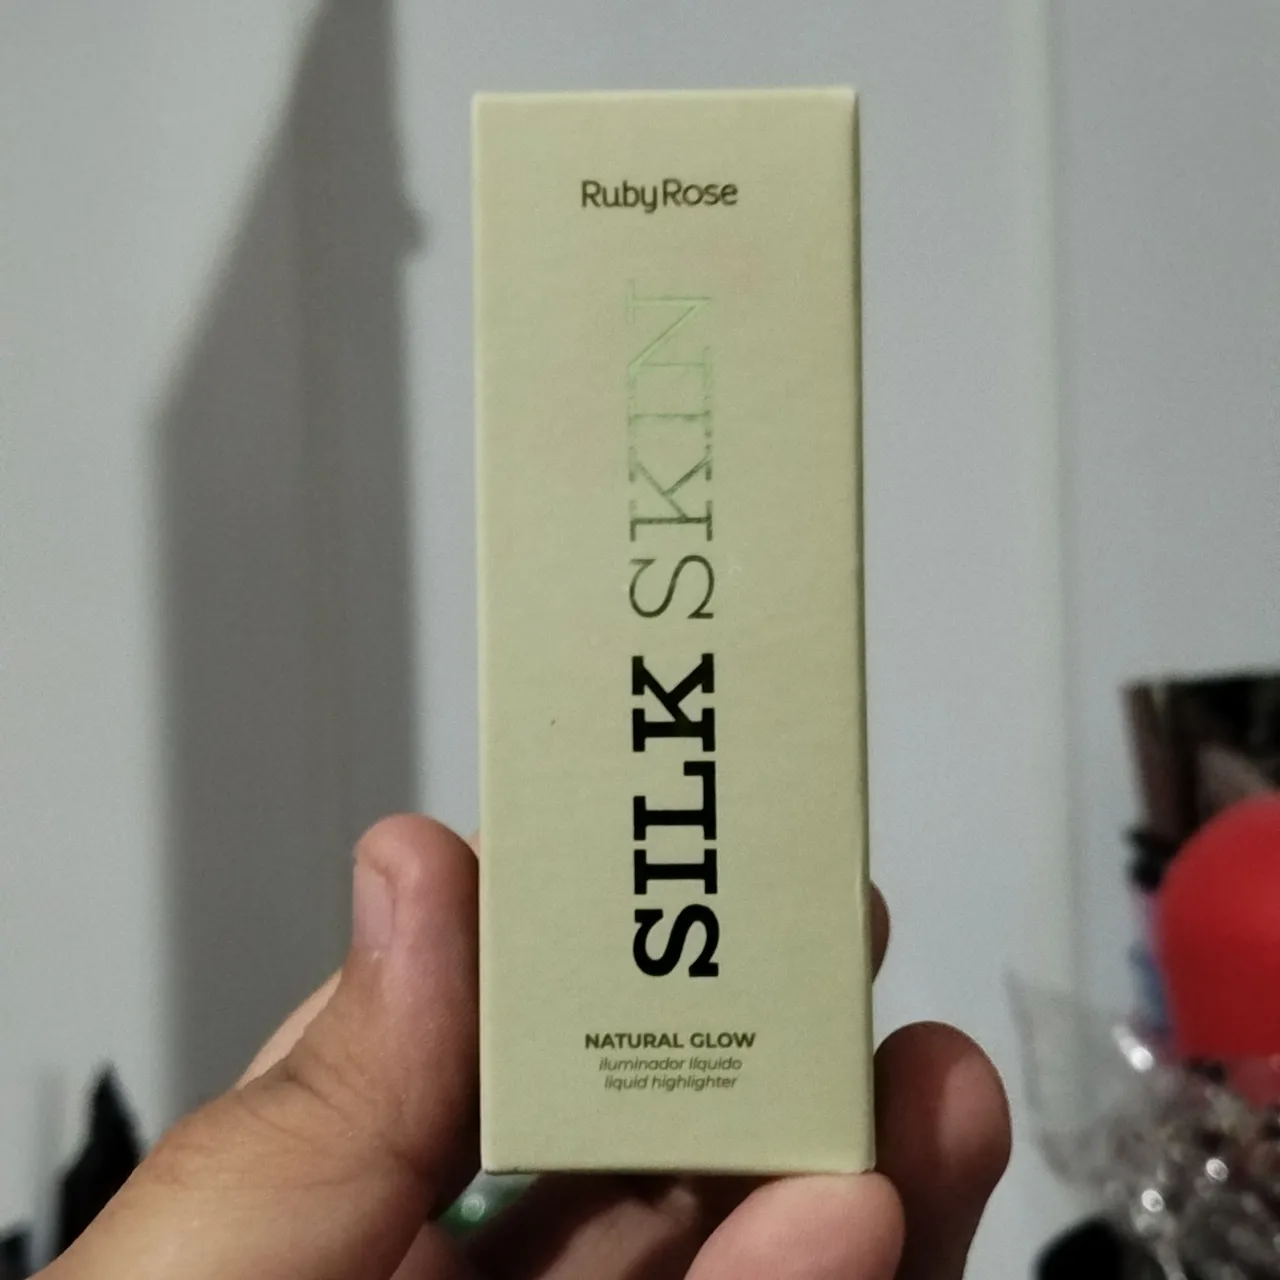 RubyRose
SILK SKIN
NATURAL GLOW
iluminador líquido
liquid highlighter